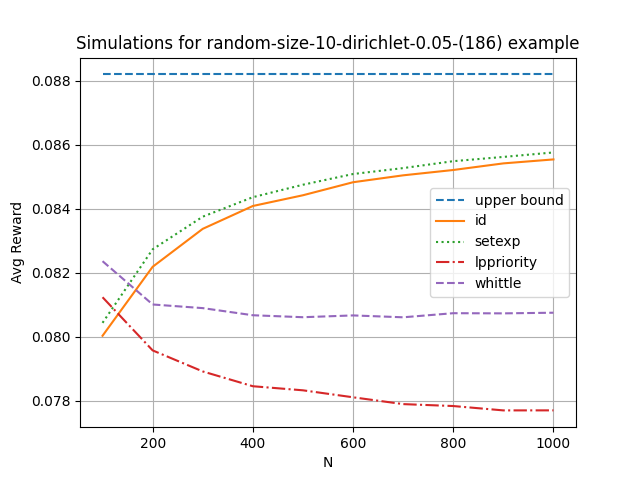 Simulations for random-size-10-dirichlet-0.05-(186) example
Avg Reward
0.088
0.086
0.084
0.082
0.080
0.078
upper bound
id
setexp
lppriority
whittle
200
400
600
800
1000
N